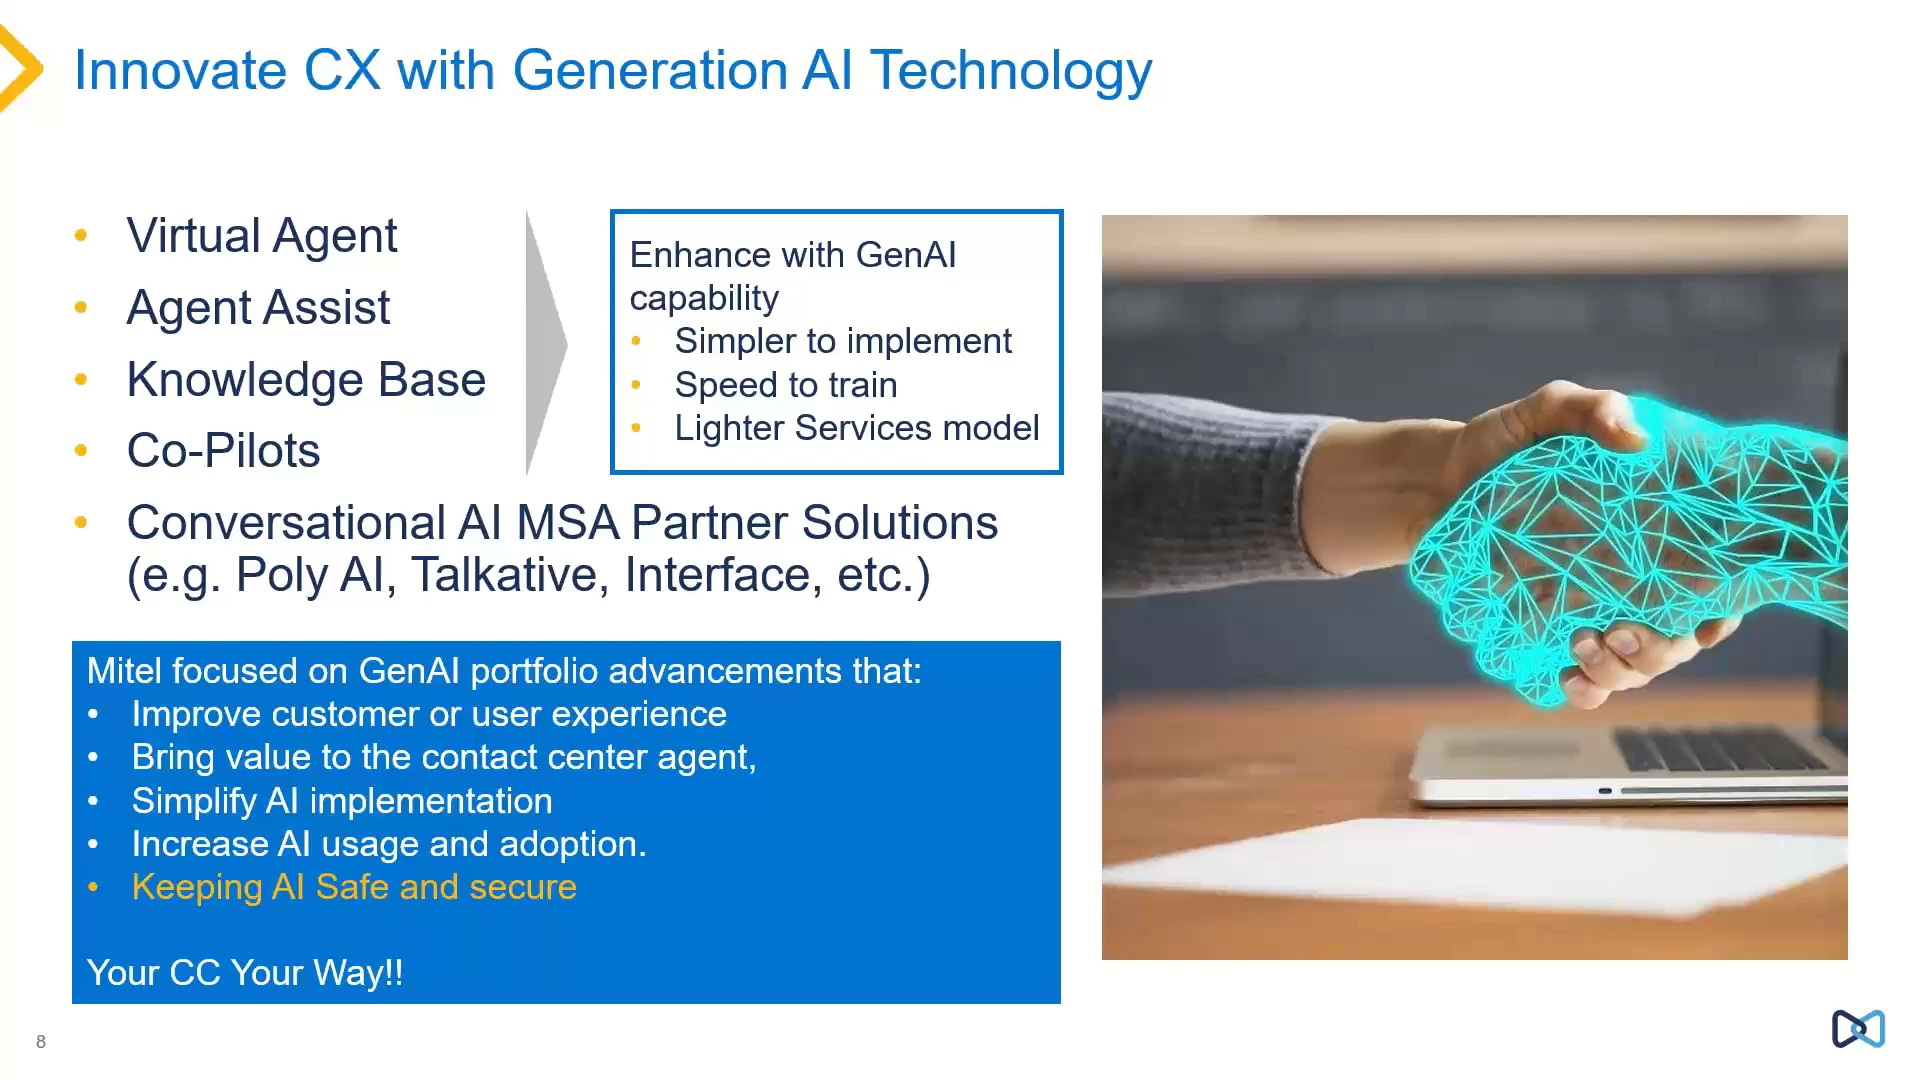 Innovate CX with Generation AI Technology
• Virtual Agent
• Agent Assist
• Knowledge Base
• Co-Pilots
• Conversational AI MSA Partner Solutions
(e.g. Poly AI, Talkative, Interface, etc.)
Enhance with GenAI
capability
• Simpler to implement
• Speed to train
• Lighter Services model
Mitel focused on GenAI portfolio advancements that:
• Improve customer or user experience
• Bring value to the contact center agent,
• Simplify AI implementation
• Increase AI usage and adoption.
• Keeping AI Safe and secure
Your CC Your Way!!
8